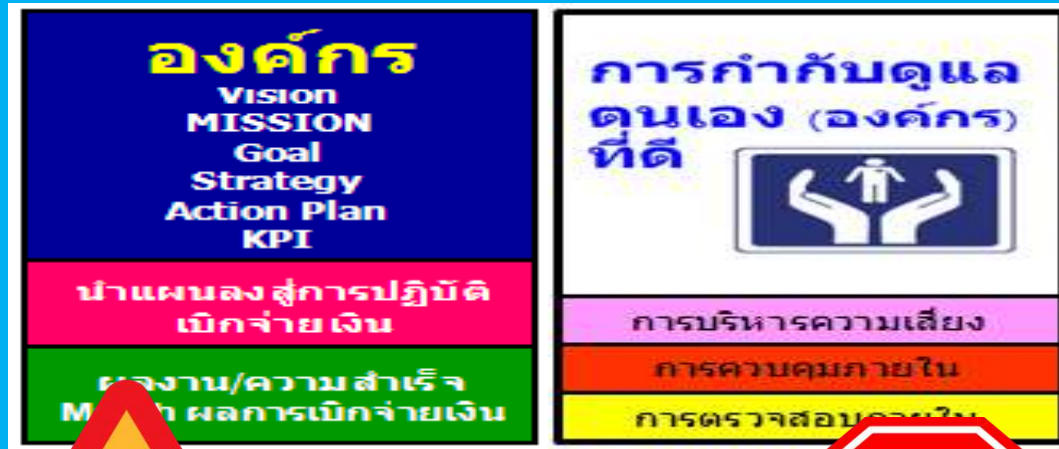 องค์กร
Vision
MISSION
Goal
Strategy
Action Plan
KPI
นำแผนลงสู่การปฏิบัติ
เบิกจ่ายเงิน
/ความสำเร็จ
ผลการเบิกจ่ายเงิน
การกำกับดูแล
ตนเอง (องค์กร)
ที่ดี
การบริหารความเสี่ยง
การควบคุมภายใน
การตรวจสอบภายใน